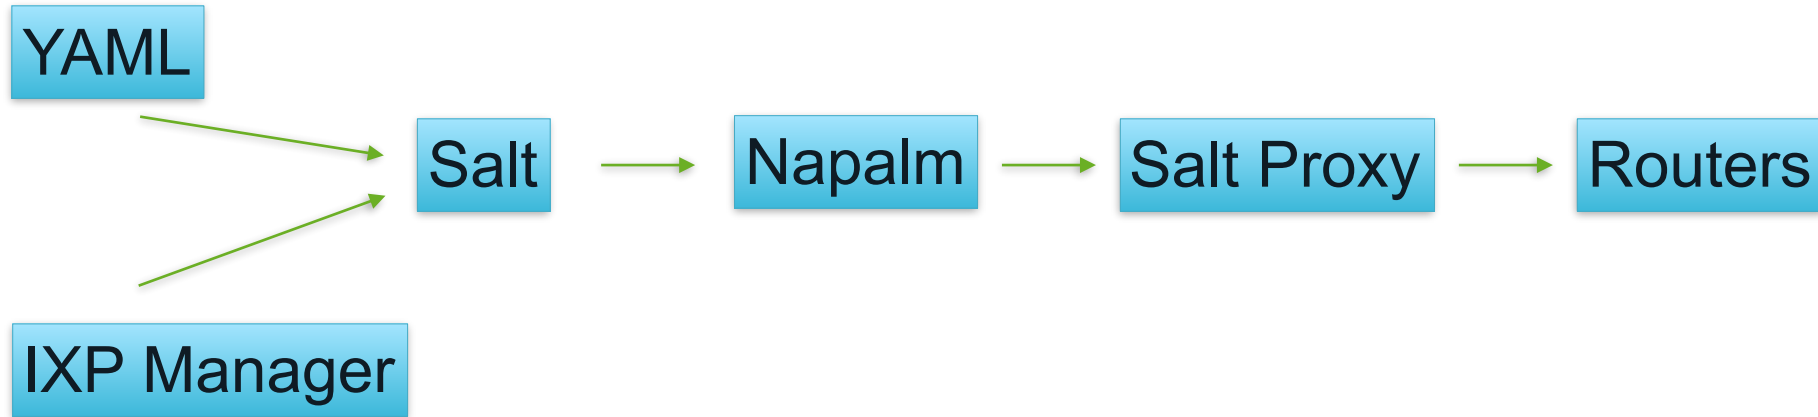 YAML
Salt
Napalm
Salt Proxy
Routers
IXP Manager